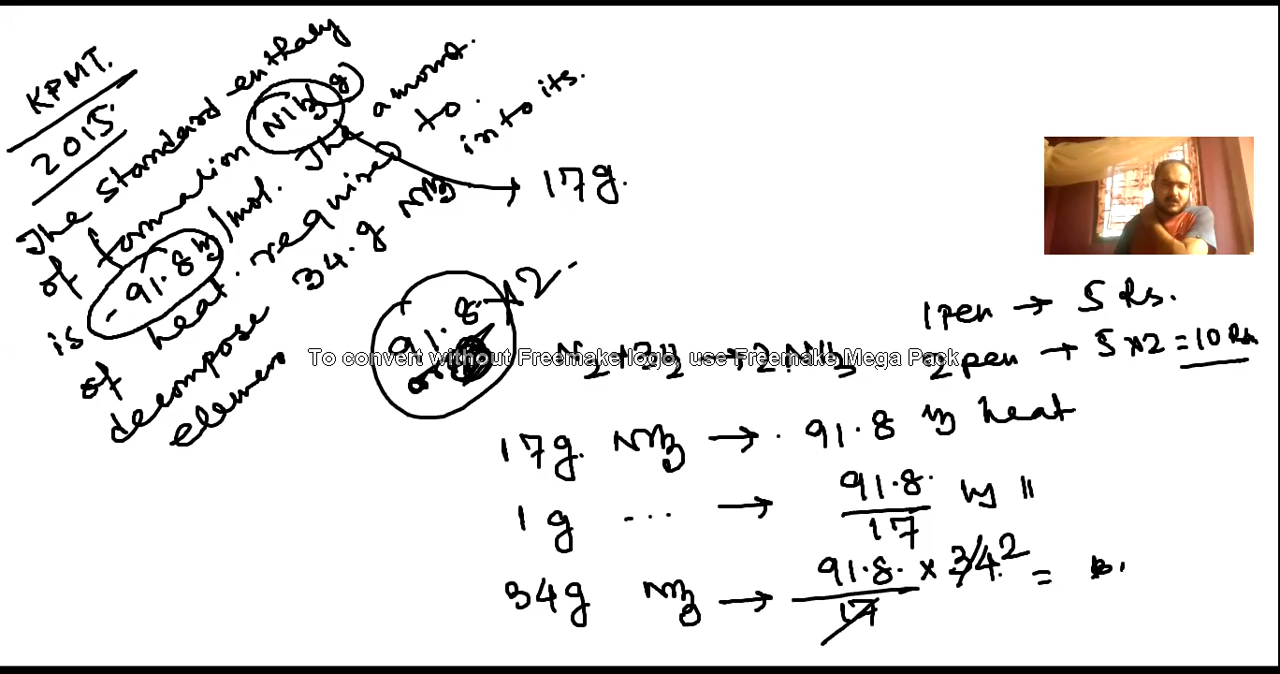 KPMT.
2015.
The standard enthaly
of formation NH3(g)
is -91.8 kJ/mol. The amount.
of heat required to.
decompose 34.g NH3 into its.
elemen
17g.
91.8
N2+3H2→2NH3
To convert without Freemake logo, use Freemake Mega Pack.
1 pen → 5 Rs.
2 pen → 5×2=10 Rs
17g. NH3 → 91.8 kJ heat
1g ... → 91.8./17 kJ "
34g NH3 → 91.8.×34/17 2 =